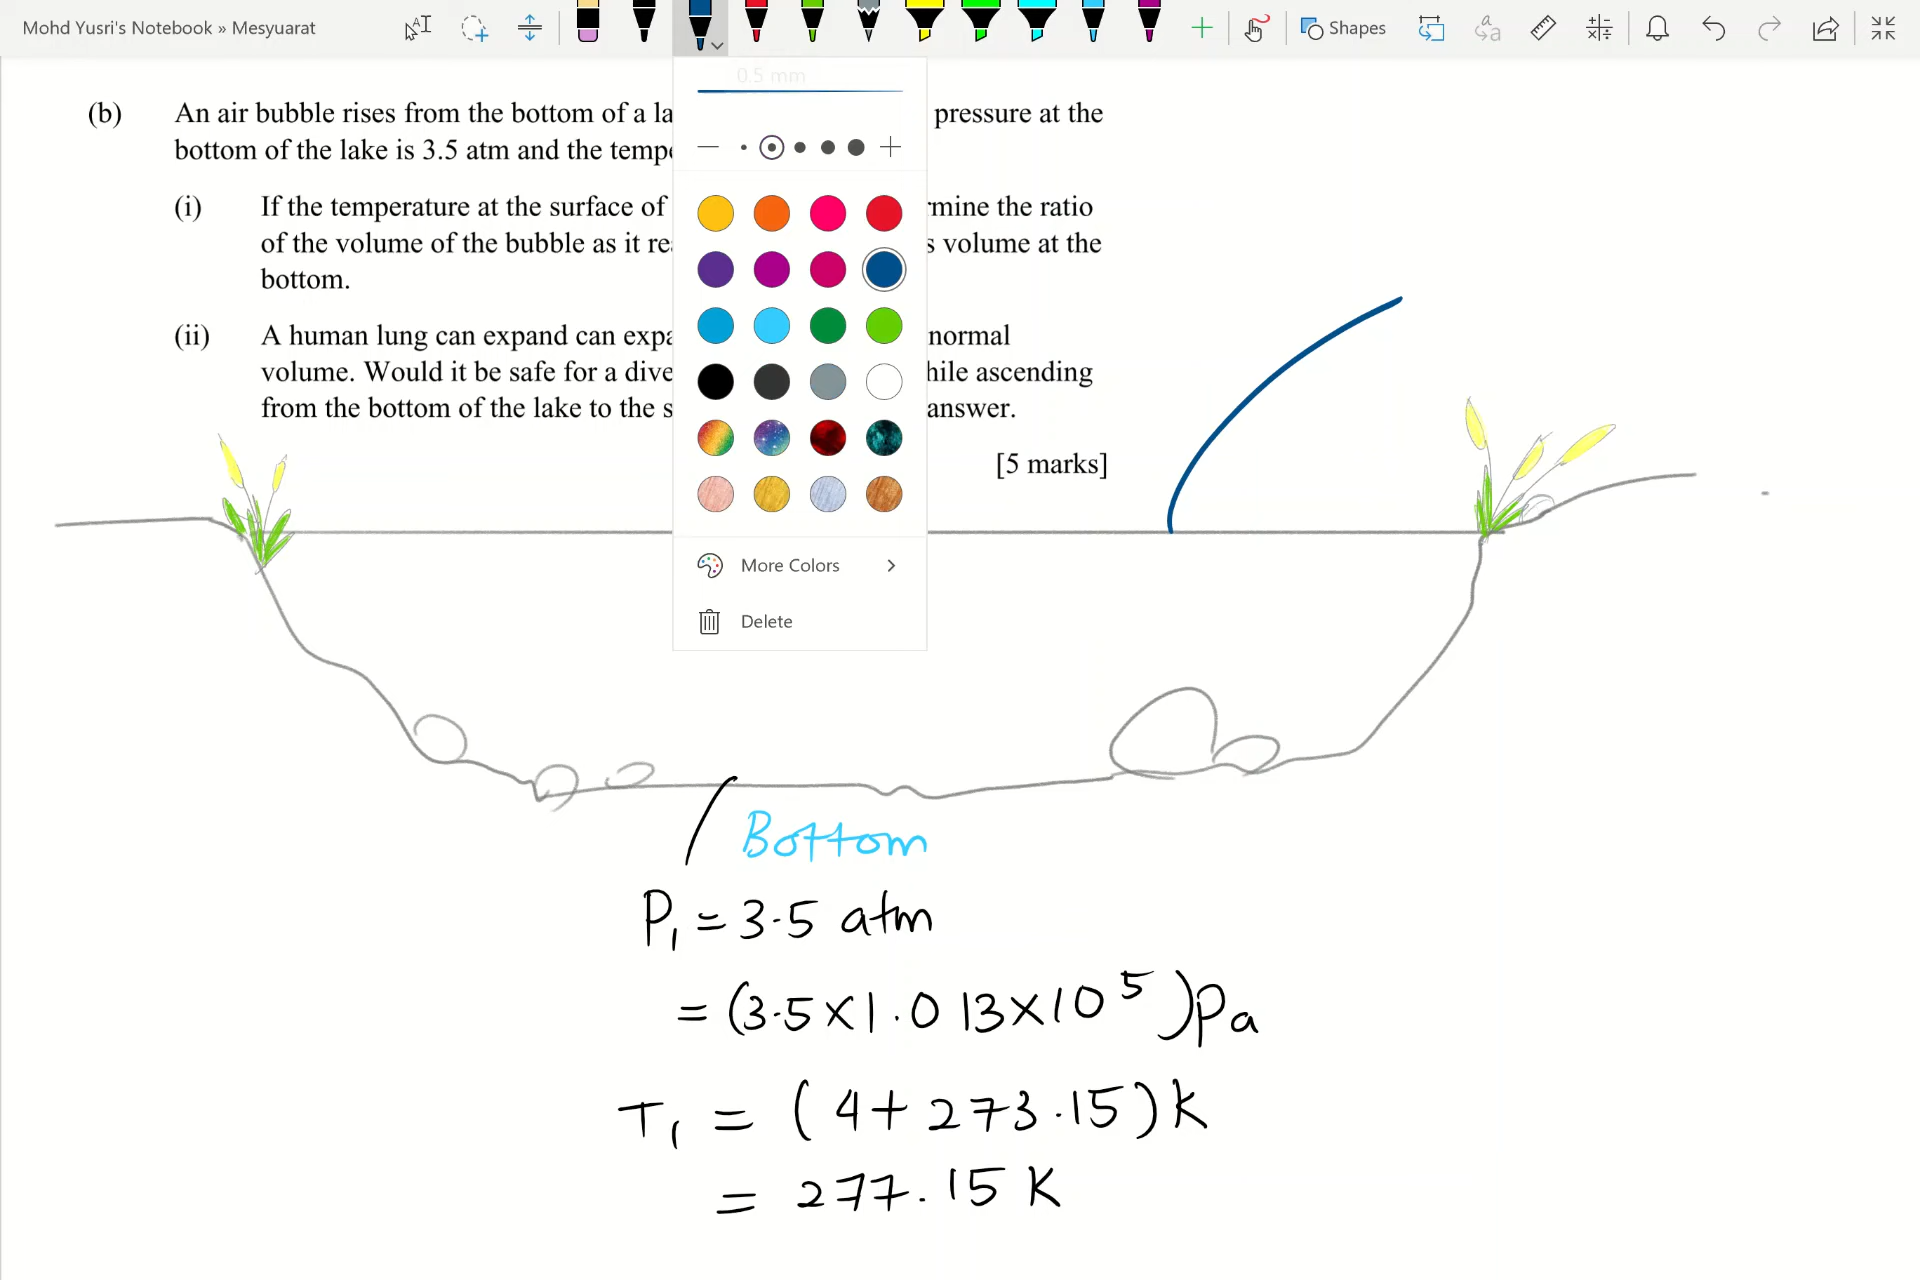 Mohd Yusri's Notebook » Mesyuarat
Shapes
0.5 mm
(b) An air bubble rises from the bottom of a la pressure at the
bottom of the lake is 3.5 atm and the tempe
(i) If the temperature at the surface of rmine the ratio
of the volume of the bubble as it rea s volume at the
bottom.
(ii) A human lung can expand can expa normal
volume. Would it be safe for a dive hile ascending
from the bottom of the lake to the s answer.
[5 marks]
More Colors
Delete
Bottom
P₁ = 3.5 atm
= (3.5×1.013×10⁵)Pa
T₁ = (4+273.15)K
= 277.15 K